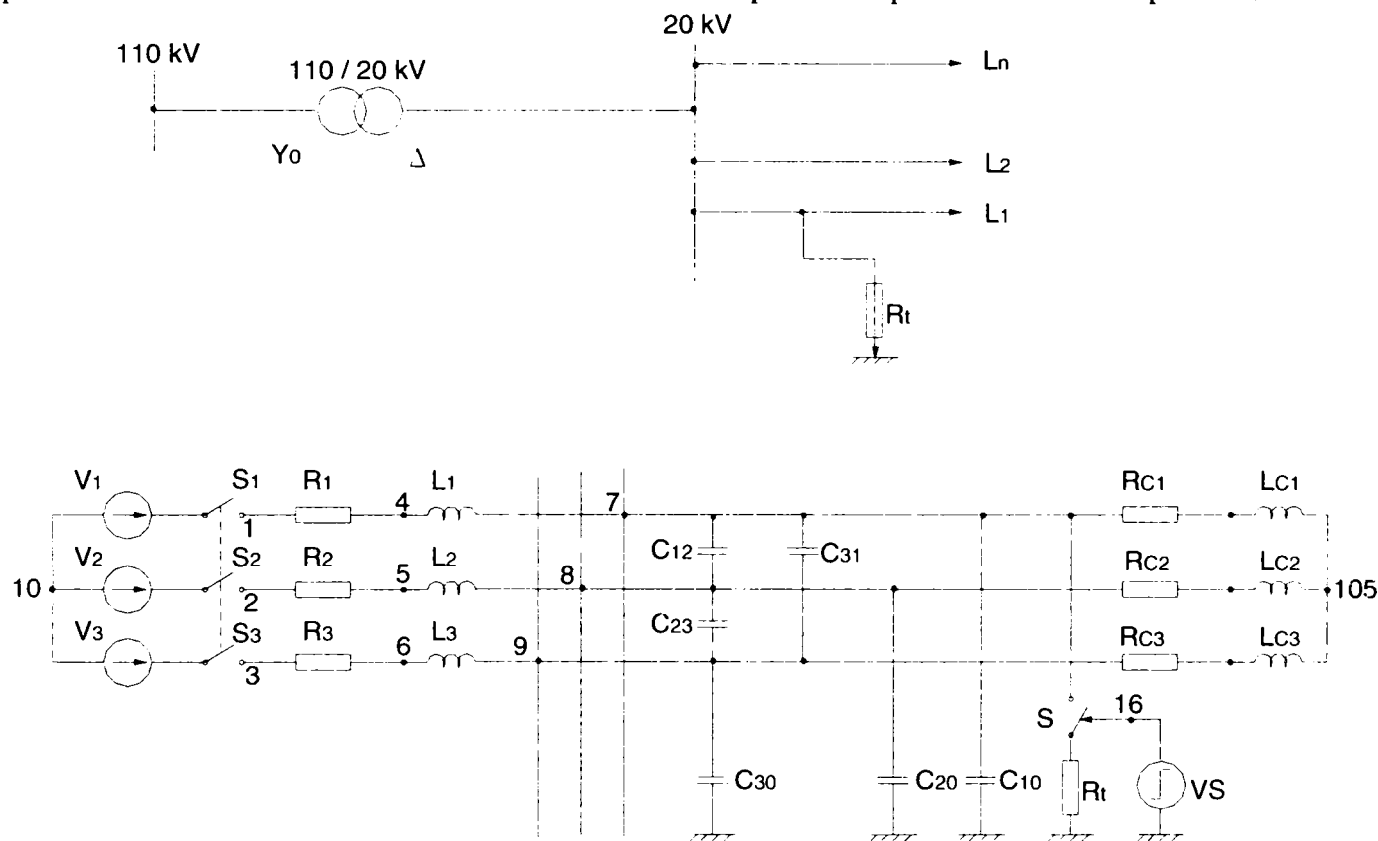 20 kV
110 kV
110 / 20 kV
Ln
Y0
Δ
L2
L1
Rt
V1 S1 R1 L1
4 7
1
RC1 LC1
C12 C31
V2 S2 R2 L2
5 8
2
RC2 LC2
10
105
C23
V3 S3 R3 L3
6 9
3
RC3 LC3
S 16
C30 C20 C10 Rt VS